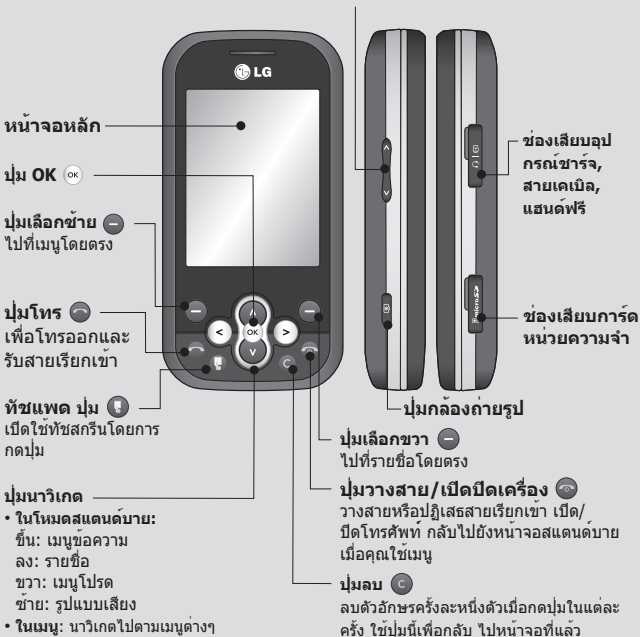 LG
หน้าจอหลัก
ปุ่ม OK OK
ปุ่มเลือกซ้าย
ไปที่เมนูโดยตรง
ปุ่มโทร
เพื่อโทรออกและ
รับสายเรียกเข้า
ทัชแพด ปุ่ม
เปิดใช้ทัชสกรีนโดยการ
กดปุ่ม
ปุ่มนาวิเกต
• ในโหมดสแตนด์บาย:
ขึ้น: เมนูข้อความ
ลง: รายชื่อ
ขวา: เมนูโปรด
ซ้าย: รูปแบบเสียง
• ในเมนู: นาวิเกตไปตามเมนูต่างๆ
OK
C
microSD
ช่องเสียบอุป
กรณ์ชาร์จ,
สายเคเบิล,
แฮนด์ฟรี
ช่องเสียบการ์ด
หน่วยความจำ
ปุ่มกล้องถ่ายรูป
ปุ่มเลือกขวา
ไปที่รายชื่อโดยตรง
ปุ่มวางสาย/เปิดปิดเครื่อง
วางสายหรือปฏิเสธสายเรียกเข้า เปิด/
ปิดโทรศัพท์ กลับไปยังหน้าจอสแตนด์บาย
เมื่อคุณใช้เมนู
ปุ่มลบ C
ลบตัวอักษรครั้งละหนึ่งตัวเมื่อกดปุ่มในแต่ละ
ครั้ง ใช้ปุ่มนี้เพื่อกลับ ไปหน้าจอที่แล้ว